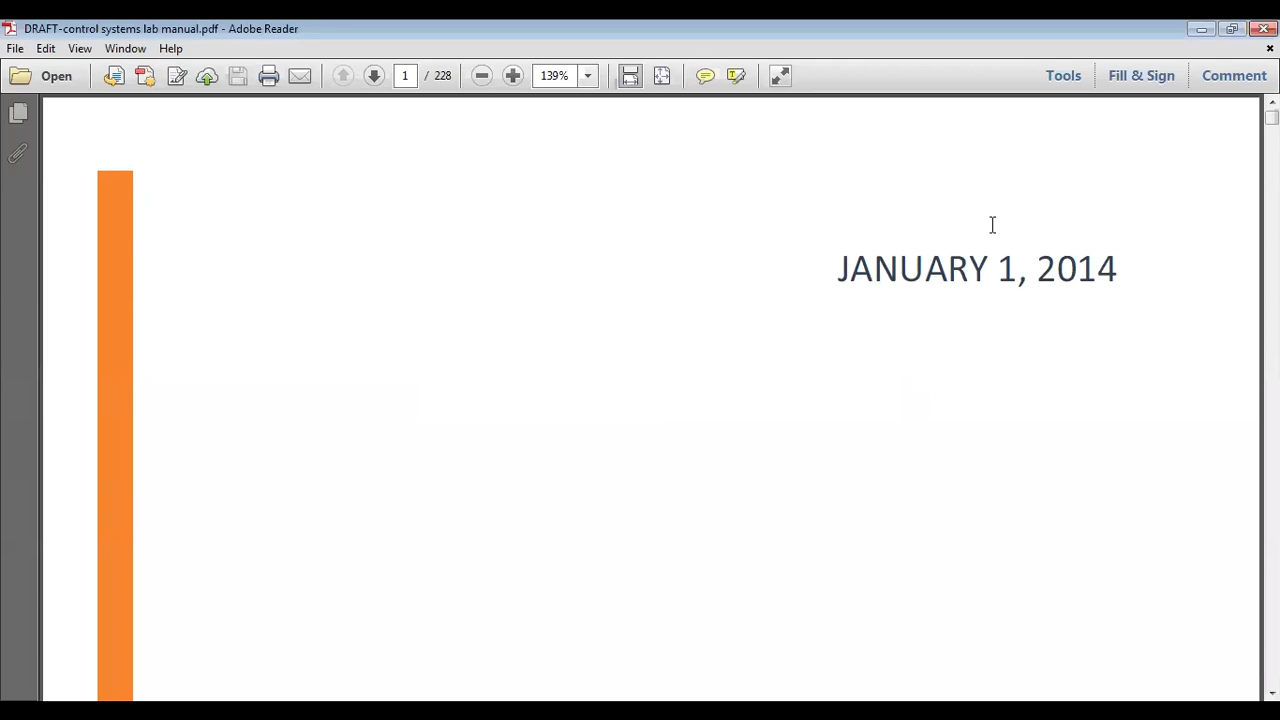 DRAFT-control systems lab manual.pdf - Adobe Reader
File Edit View Window Help
Open 1 / 228 139% Tools Fill & Sign Comment
JANUARY 1, 2014